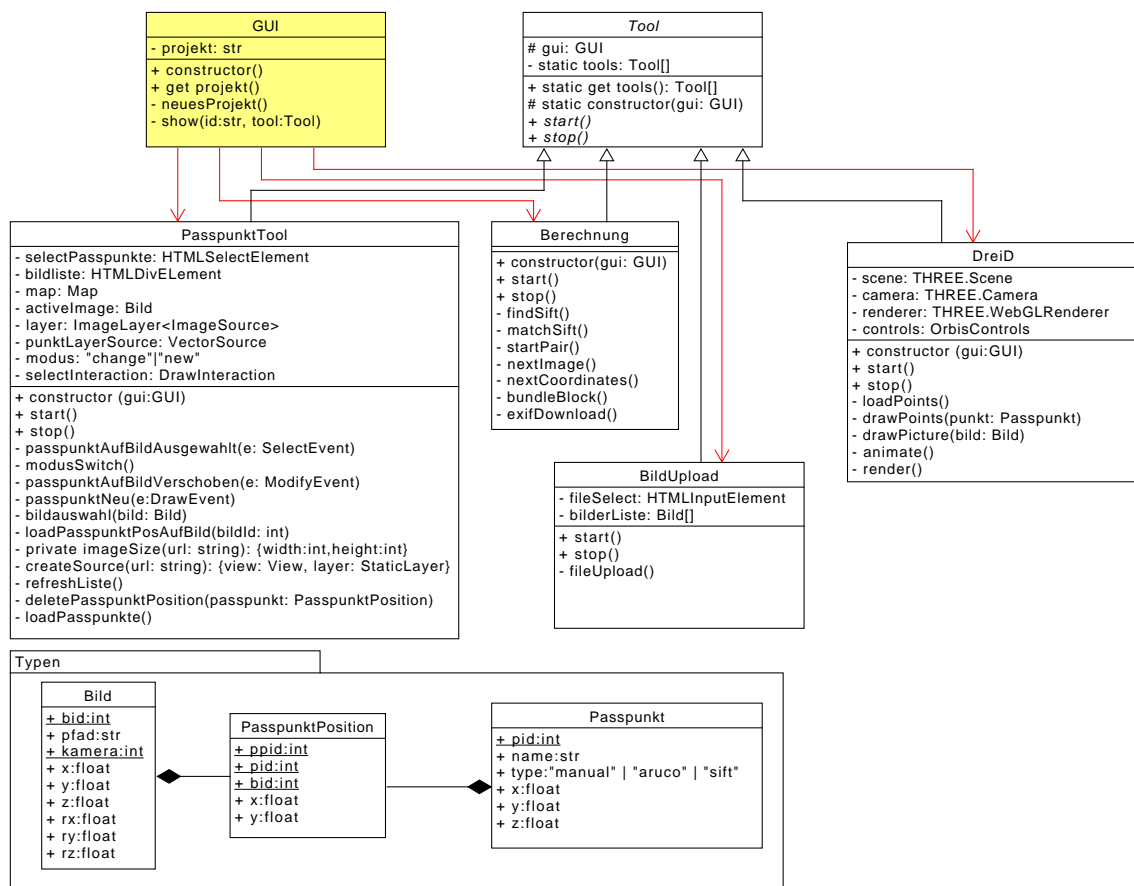 GUI
- projekt: str
+ constructor()
+ get projekt()
- neuesProjekt()
- show(id:str, tool:Tool)
Tool
# gui: GUI
- static tools: Tool[]
+ static get tools(): Tool[]
# static constructor(gui: GUI)
+ start()
+ stop()
PasspunktTool
- selectPasspunkte: HTMLSelectElement
- bildliste: HTMLDivELement
- map: Map
- activeImage: Bild
- layer: ImageLayer<ImageSource>
- punktLayerSource: VectorSource
- modus: "change"|"new"
- selectInteraction: DrawInteraction
+ constructor (gui:GUI)
+ start()
+ stop()
- passpunktAufBildAusgewahlt(e: SelectEvent)
- modusSwitch()
- passpunktAufBildVerschoben(e: ModifyEvent)
- passpunktNeu(e:DrawEvent)
- bildauswahl(bild: Bild)
- loadPasspunktPosAufBild(bildId: int)
- private imageSize(url: string): {width:int,height:int}
- createSource(url: string): {view: View, layer: StaticLayer}
- refreshListe()
- deletePasspunktPosition(passpunkt: PasspunktPosition)
- loadPasspunkte()
Berechnung
+ constructor(gui: GUI)
+ start()
+ stop()
- findSift()
- matchSift()
- startPair()
- nextImage()
- nextCoordinates()
- bundleBlock()
- exifDownload()
BildUpload
- fileSelect: HTMLInputElement
- bilderListe: Bild[]
+ start()
+ stop()
- fileUpload()
DreiD
- scene: THREE.Scene
- camera: THREE.Camera
- renderer: THREE.WebGLRenderer
- controls: OrbisControls
+ constructor (gui:GUI)
+ start()
+ stop()
- loadPoints()
- drawPoints(punkt: Passpunkt)
- drawPicture(bild: Bild)
- animate()
- render()
Typen
Bild
+ bid:int
+ pfad:str
+ kamera:int
+ x:float
+ y:float
+ z:float
+ rx:float
+ ry:float
+ rz:float
PasspunktPosition
+ ppid:int
+ pid:int
+ bid:int
+ x:float
+ y:float
Passpunkt
+ pid:int
+ name:str
+ type:"manual" | "aruco" | "sift"
+ x:float
+ y:float
+ z:float